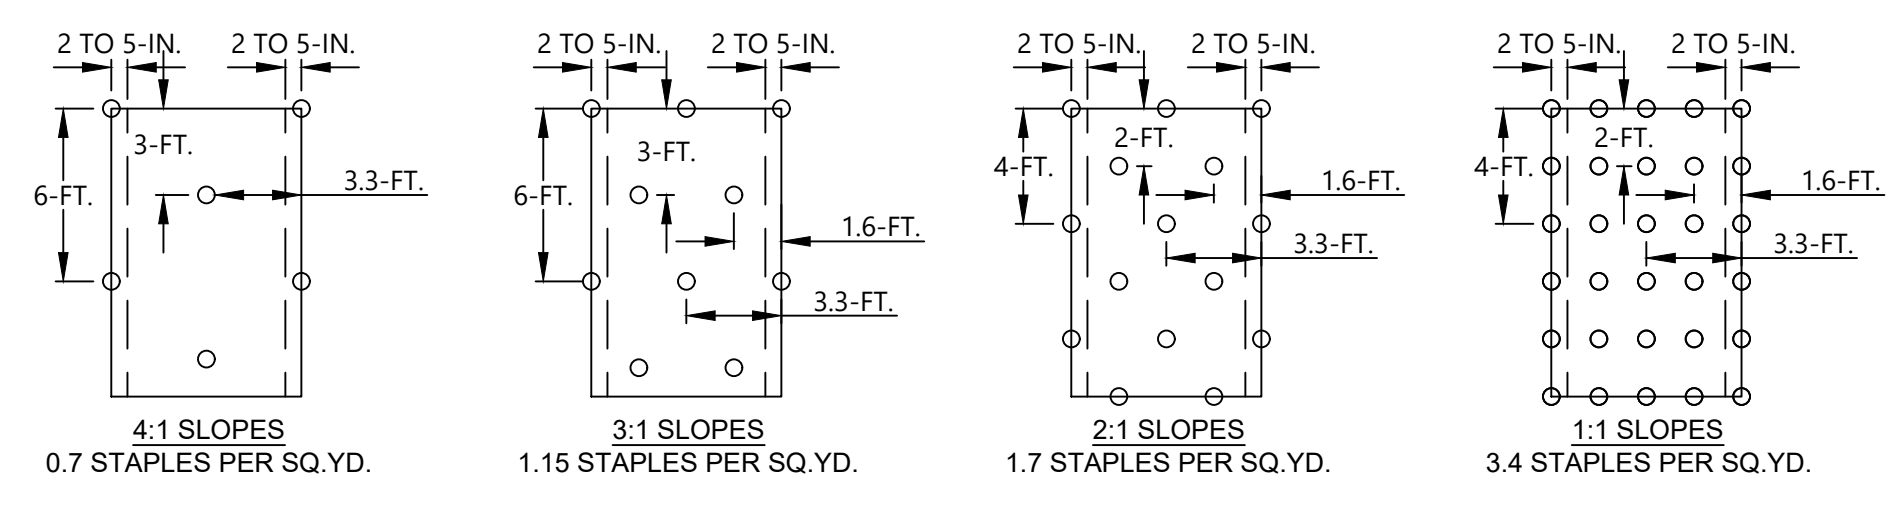 2 TO 5-IN. 2 TO 5-IN.
3-FT.
6-FT.
3.3-FT.
4:1 SLOPES
0.7 STAPLES PER SQ.YD.
2 TO 5-IN. 2 TO 5-IN.
3-FT.
6-FT.
1.6-FT.
3.3-FT.
3:1 SLOPES
1.15 STAPLES PER SQ.YD.
2 TO 5-IN. 2 TO 5-IN.
2-FT.
4-FT.
1.6-FT.
3.3-FT.
2:1 SLOPES
1.7 STAPLES PER SQ.YD.
2 TO 5-IN. 2 TO 5-IN.
2-FT.
4-FT.
1.6-FT.
3.3-FT.
1:1 SLOPES
3.4 STAPLES PER SQ.YD.